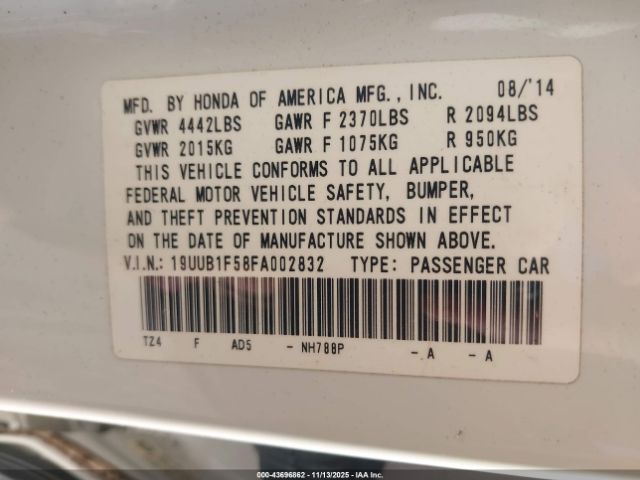 MFD. BY HONDA OF AMERICA MFG., INC. 08/'14
GVWR 4442LBS GAWR F 2370LBS R 2094LBS
GVWR 2015KG GAWR F 1075KG R 950KG
THIS VEHICLE CONFORMS TO ALL APPLICABLE
FEDERAL MOTOR VEHICLE SAFETY, BUMPER,
AND THEFT PREVENTION STANDARDS IN EFFECT
ON THE DATE OF MANUFACTURE SHOWN ABOVE.
V.I.N.: 19UUB1F58FA002832 TYPE: PASSENGER CAR
TZ4 F AD5 - NH788P - A - A
000-43696862 - 11/13/2025 - IAA Inc.